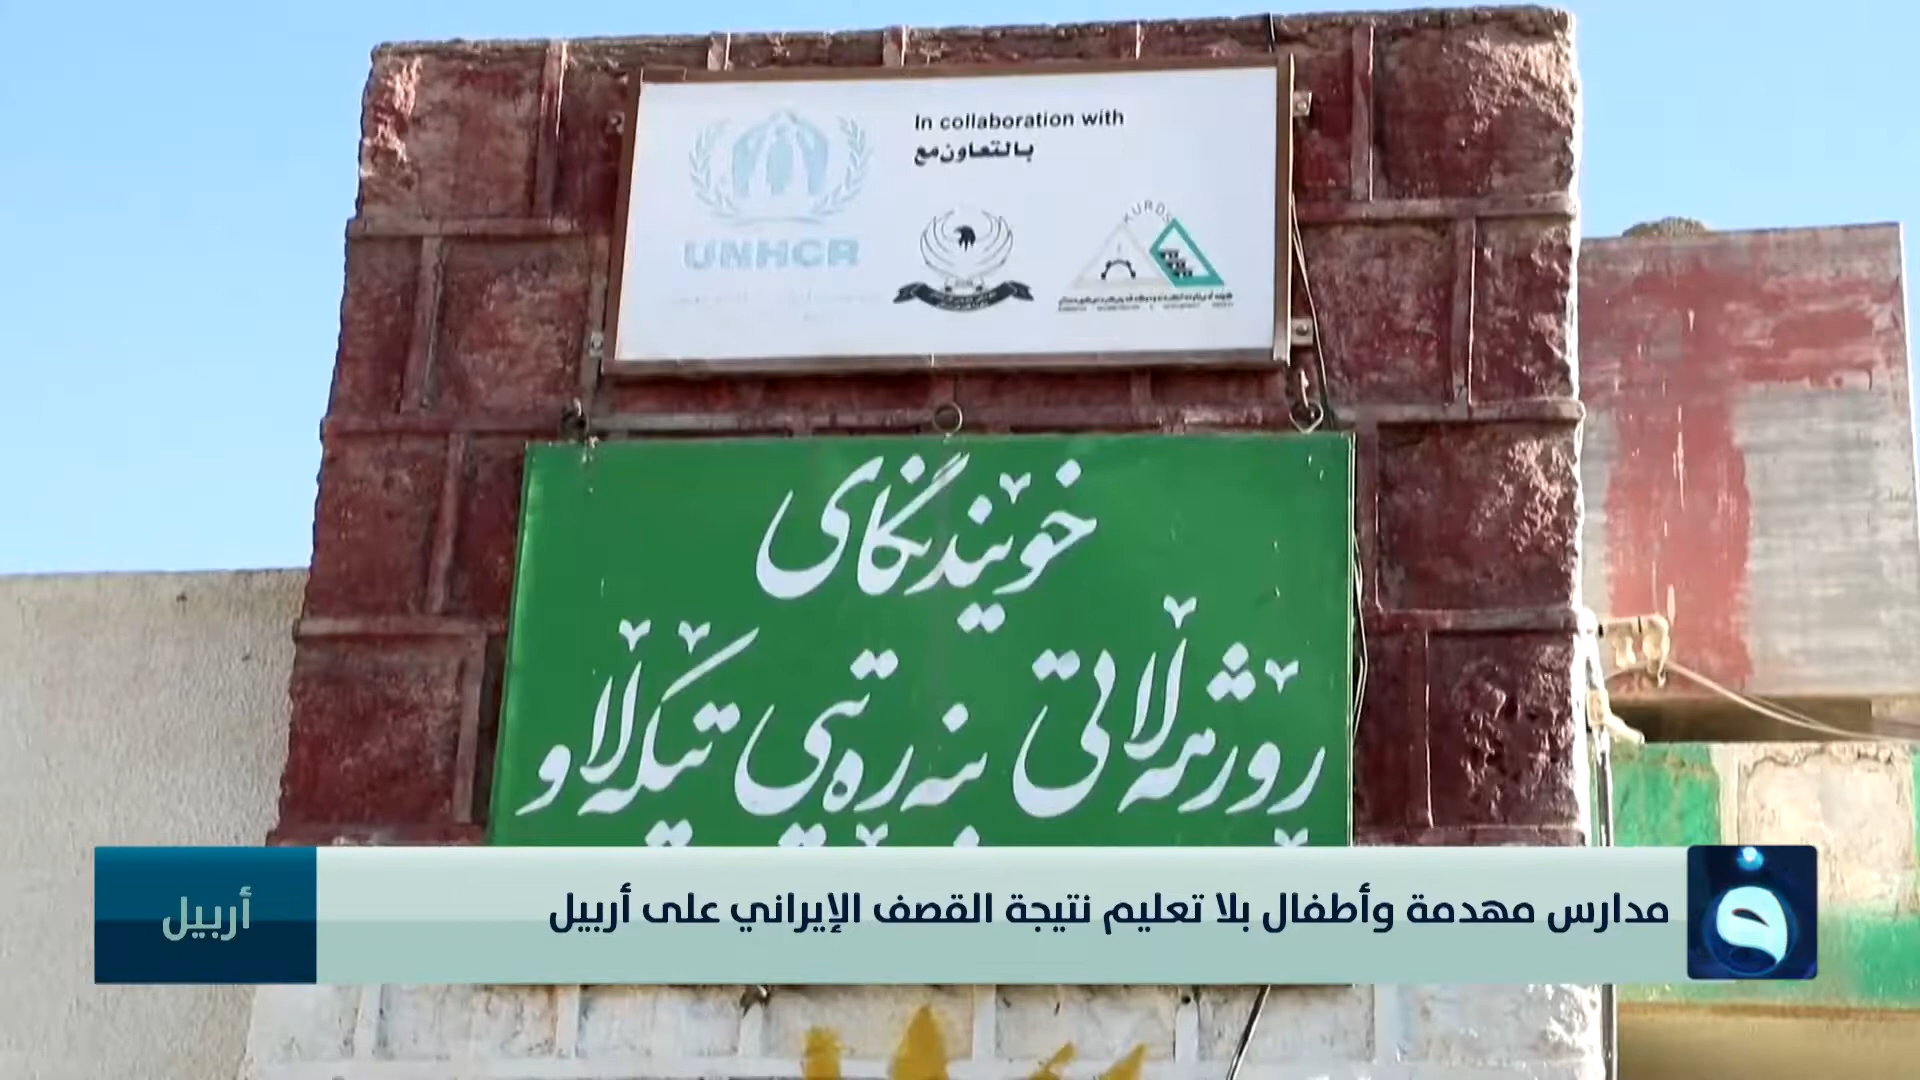 In collaboration with
بالتعاون مع
UNHCR
KURDS
خوێندنگای
ڕۆژهەڵاتی بنەڕەتیی تێکەڵاو
مدارس مهدمة وأطفال بلا تعليم نتيجة القصف الإيراني على أربيل
أربيل